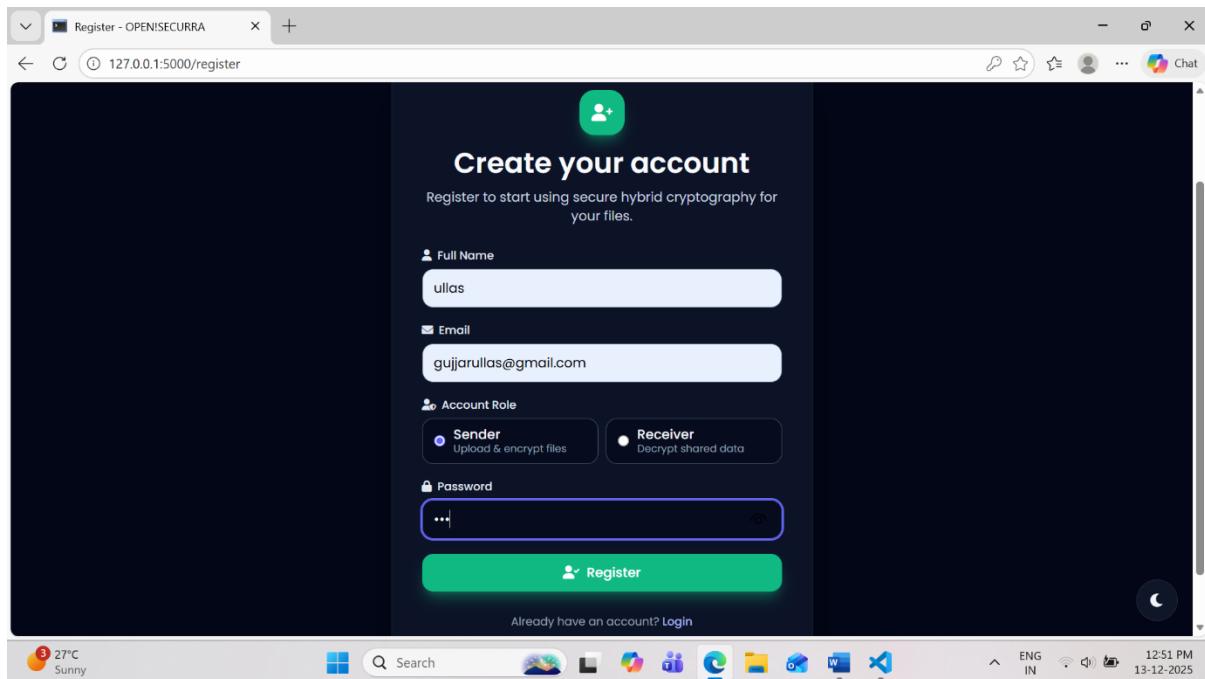 Register - OPEN!SECURRA
127.0.0.1:5000/register
Chat
Create your account
Register to start using secure hybrid cryptography for
your files.
Full Name
ullas
Email
gujjarullas@gmail.com
Account Role
Sender
Upload & encrypt files
Receiver
Decrypt shared data
Password
•••
Register
Already have an account? Login
3
27°C
Sunny
Search
ENG
IN
12:51 PM
13-12-2025